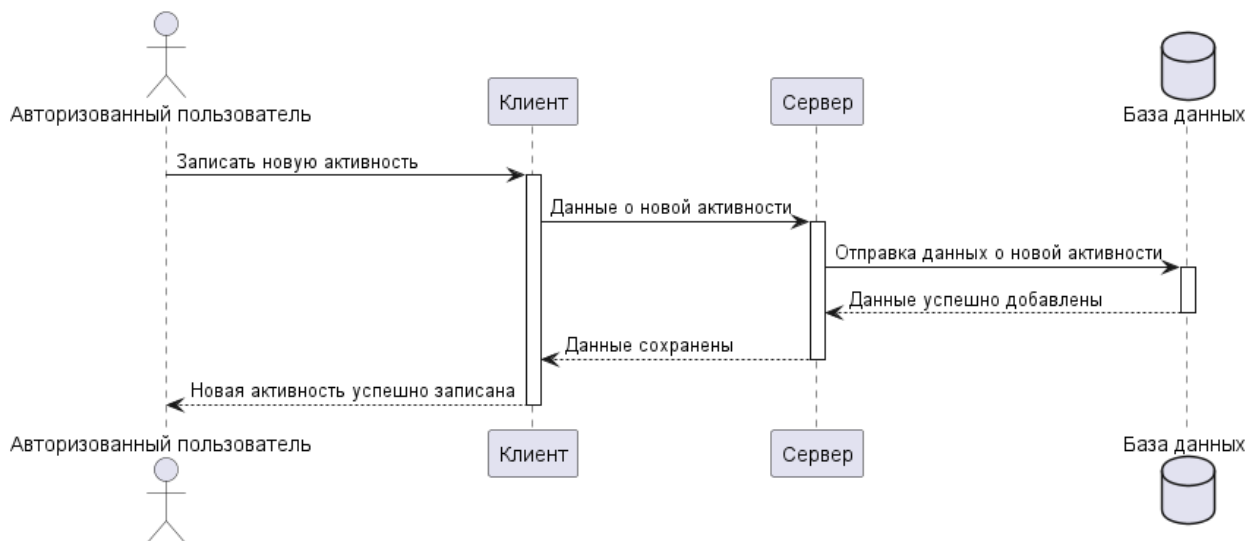 Авторизованный пользователь
Клиент
Сервер
База данных
Записать новую активность
Данные о новой активности
Отправка данных о новой активности
Данные успешно добавлены
Данные сохранены
Новая активность успешно записана
Авторизованный пользователь
Клиент
Сервер
База данных